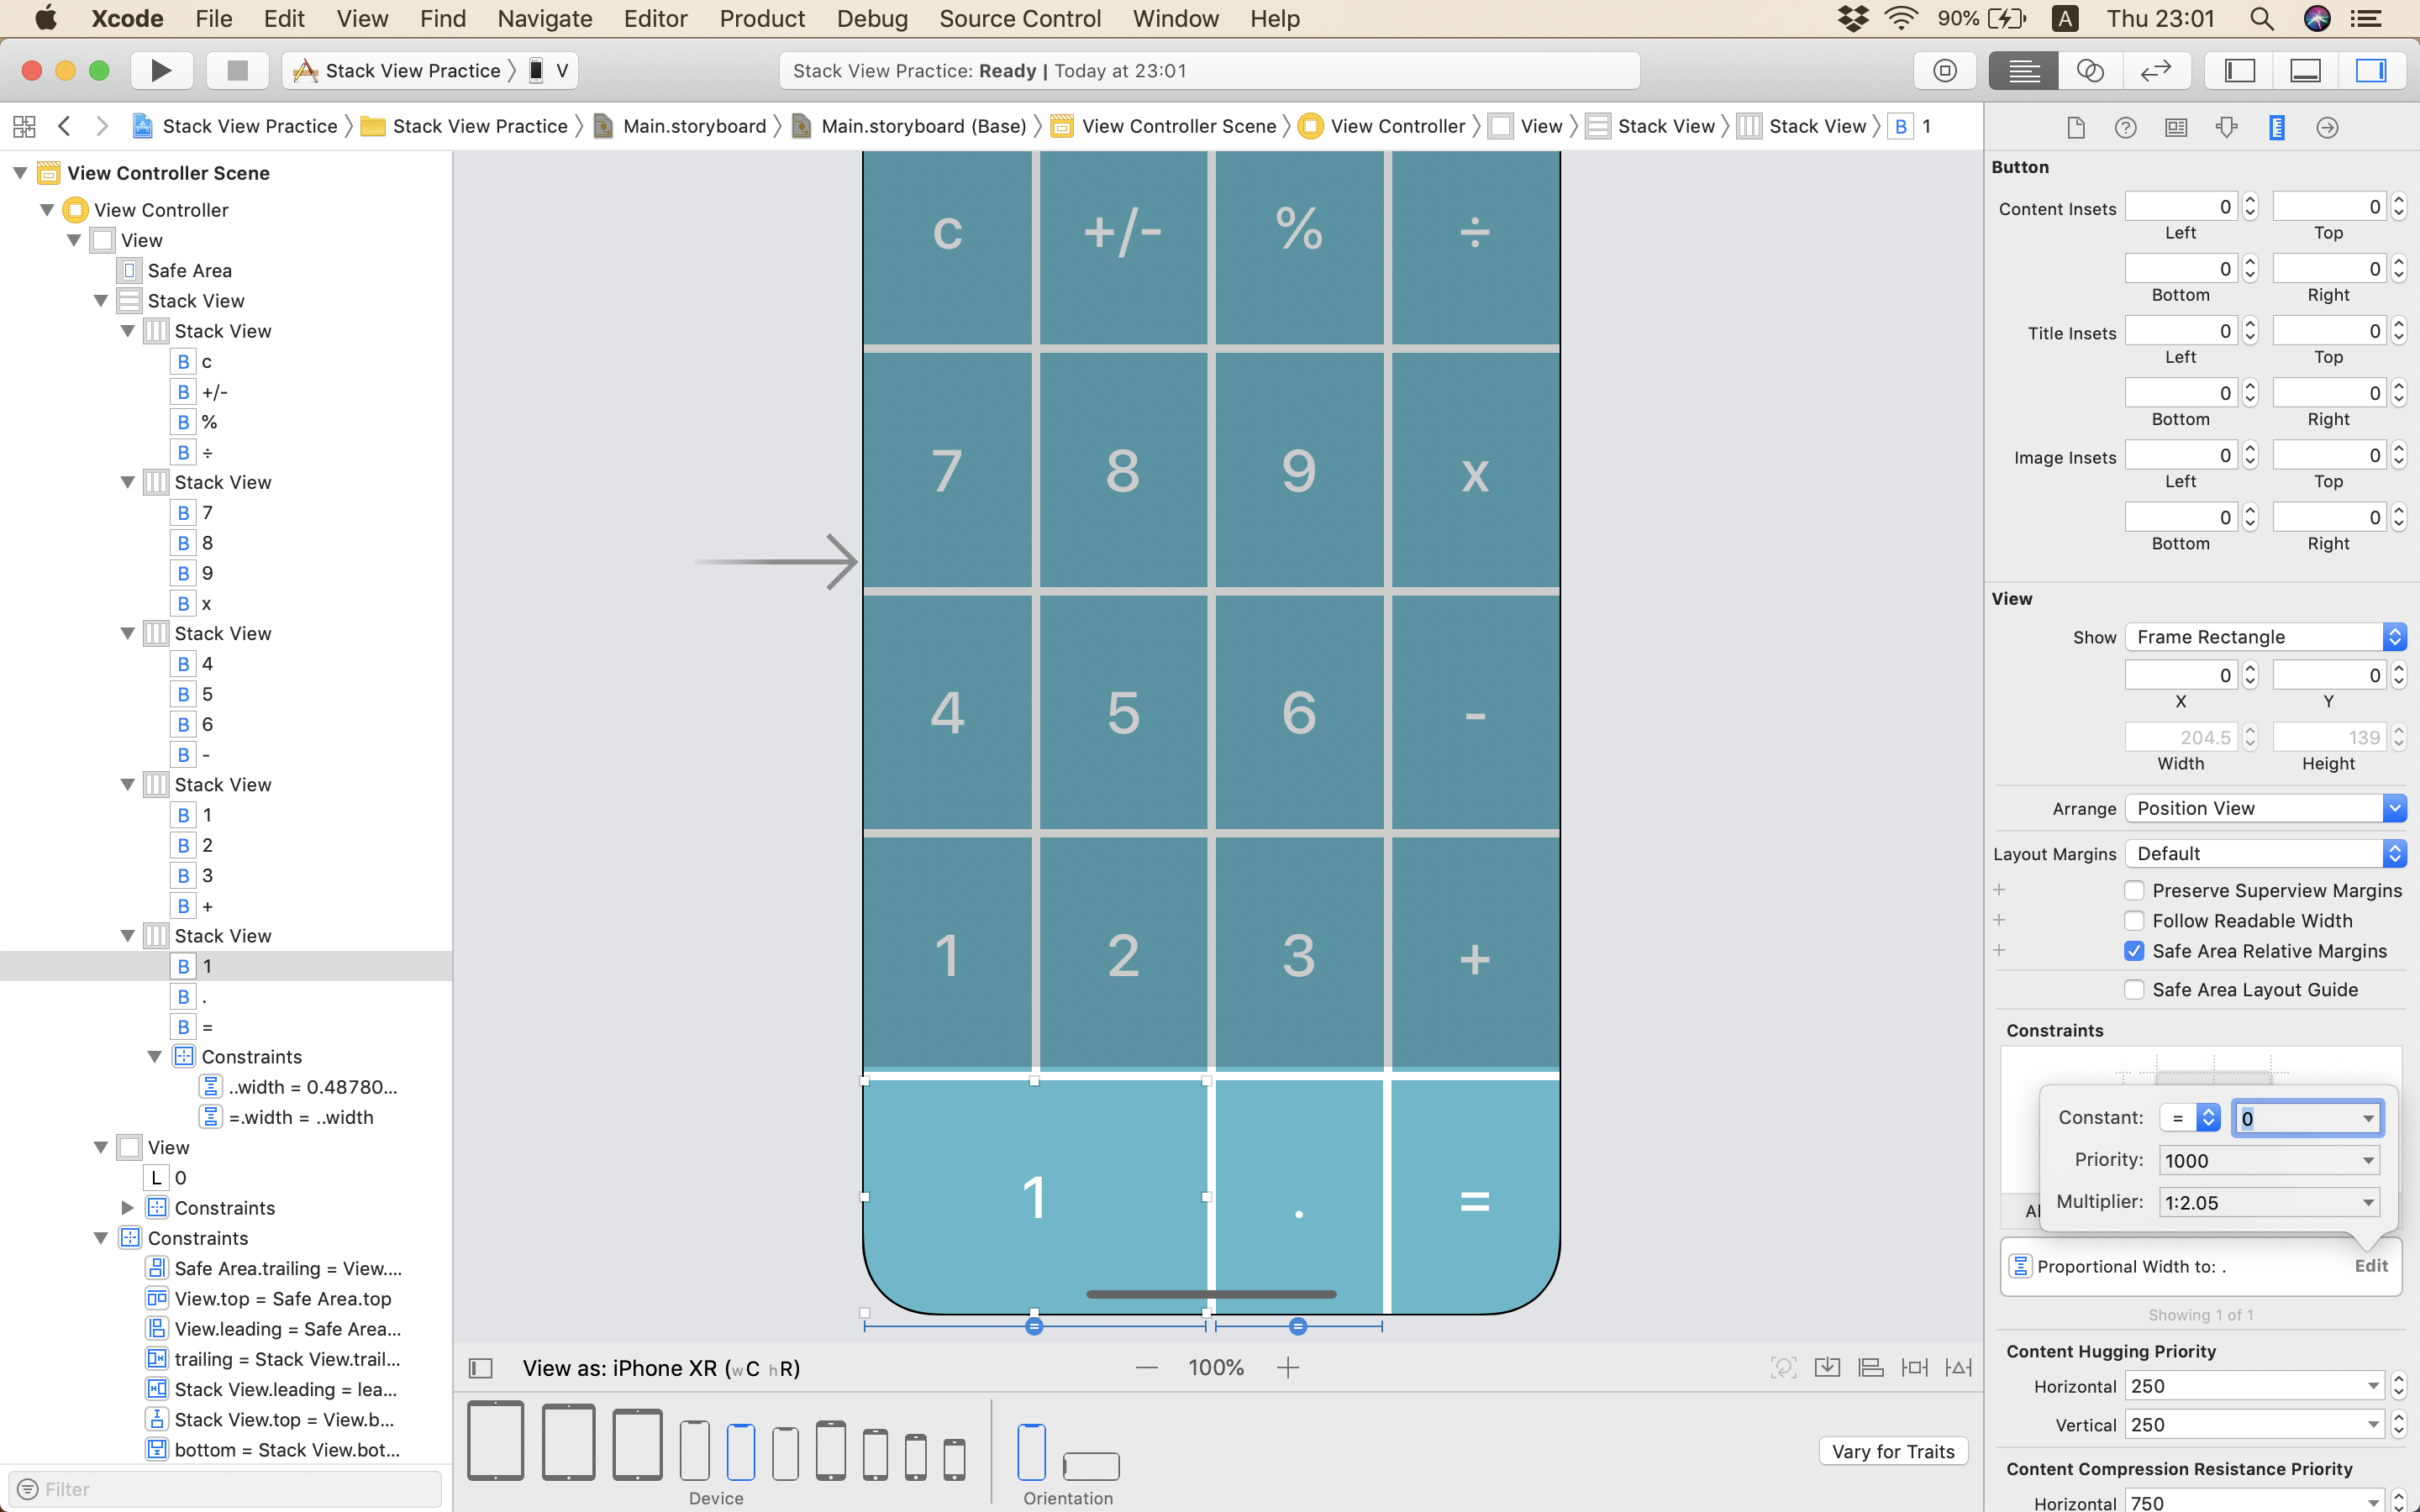 Xcode File Edit View Find Navigate Editor Product Debug Source Control Window Help 90% A Thu 23:01
Stack View Practice V
Stack View Practice: Ready | Today at 23:01
Stack View Practice Stack View Practice Main.storyboard Main.storyboard (Base) View Controller Scene View Controller View Stack View Stack View B 1
View Controller Scene
View Controller
View
Safe Area
Stack View
Stack View
B c
B +/-
B %
B ÷
Stack View
B 7
B 8
B 9
B x
Stack View
B 4
B 5
B 6
B -
Stack View
B 1
B 2
B 3
B +
Stack View
B 1
B .
B =
Constraints
..width = 0.48780...
=.width = ..width
View
L 0
Constraints
Constraints
Safe Area.trailing = View....
View.top = Safe Area.top
View.leading = Safe Area...
trailing = Stack View.trail...
Stack View.leading = lea...
Stack View.top = View.b...
bottom = Stack View.bot...
Filter
c +/- % ÷
7 8 9 x
4 5 6 -
1 2 3 +
1 . =
View as: iPhone XR (wC hR)
100%
Device
Orientation
Vary for Traits
Button
Content Insets 0 0
Left Top
0 0
Bottom Right
Title Insets 0 0
Left Top
0 0
Bottom Right
Image Insets 0 0
Left Top
0 0
Bottom Right
View
Show Frame Rectangle
0 0
X Y
204.5 139
Width Height
Arrange Position View
Layout Margins Default
+ Preserve Superview Margins
+ Follow Readable Width
+ Safe Area Relative Margins
Safe Area Layout Guide
Constraints
Constant: = 0
Priority: 1000
Multiplier: 1:2.05
Proportional Width to: . Edit
Showing 1 of 1
Content Hugging Priority
Horizontal 250
Vertical 250
Content Compression Resistance Priority
Horizontal 750